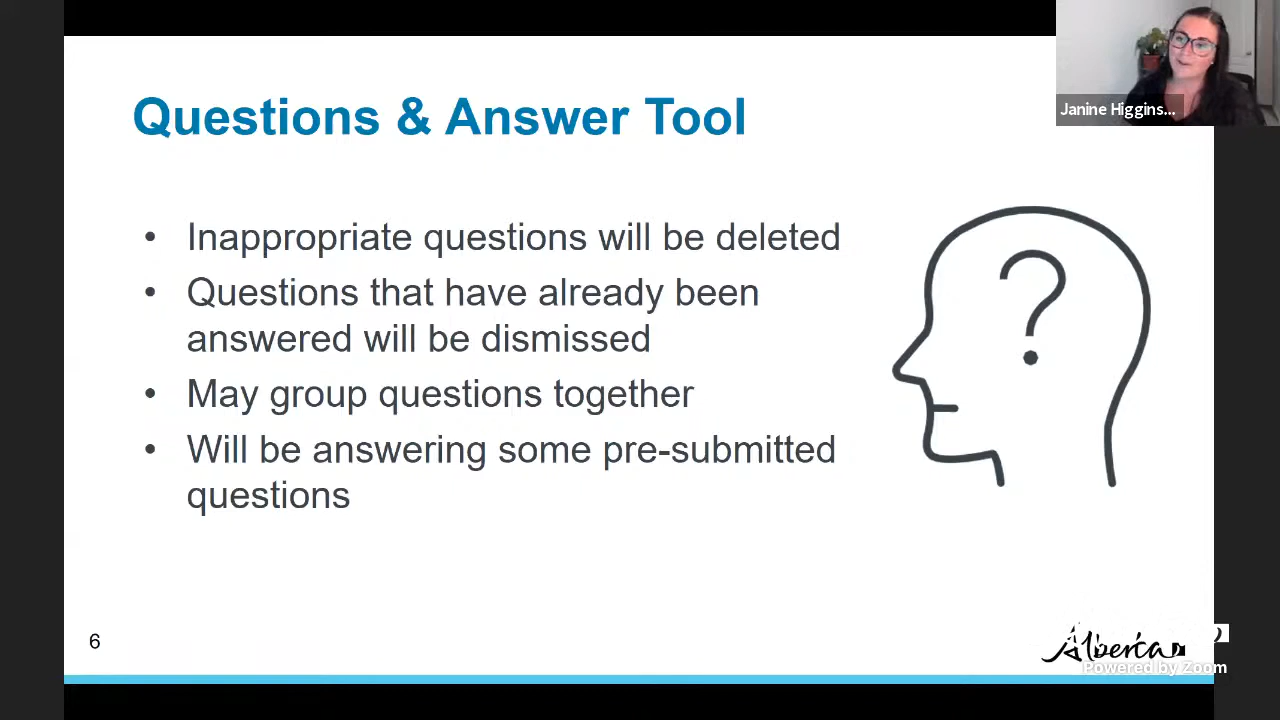 Questions & Answer Tool
Janine Higgins...
• Inappropriate questions will be deleted
• Questions that have already been
answered will be dismissed
• May group questions together
• Will be answering some pre-submitted
questions
?
6
Alberta
Powered by Zoom